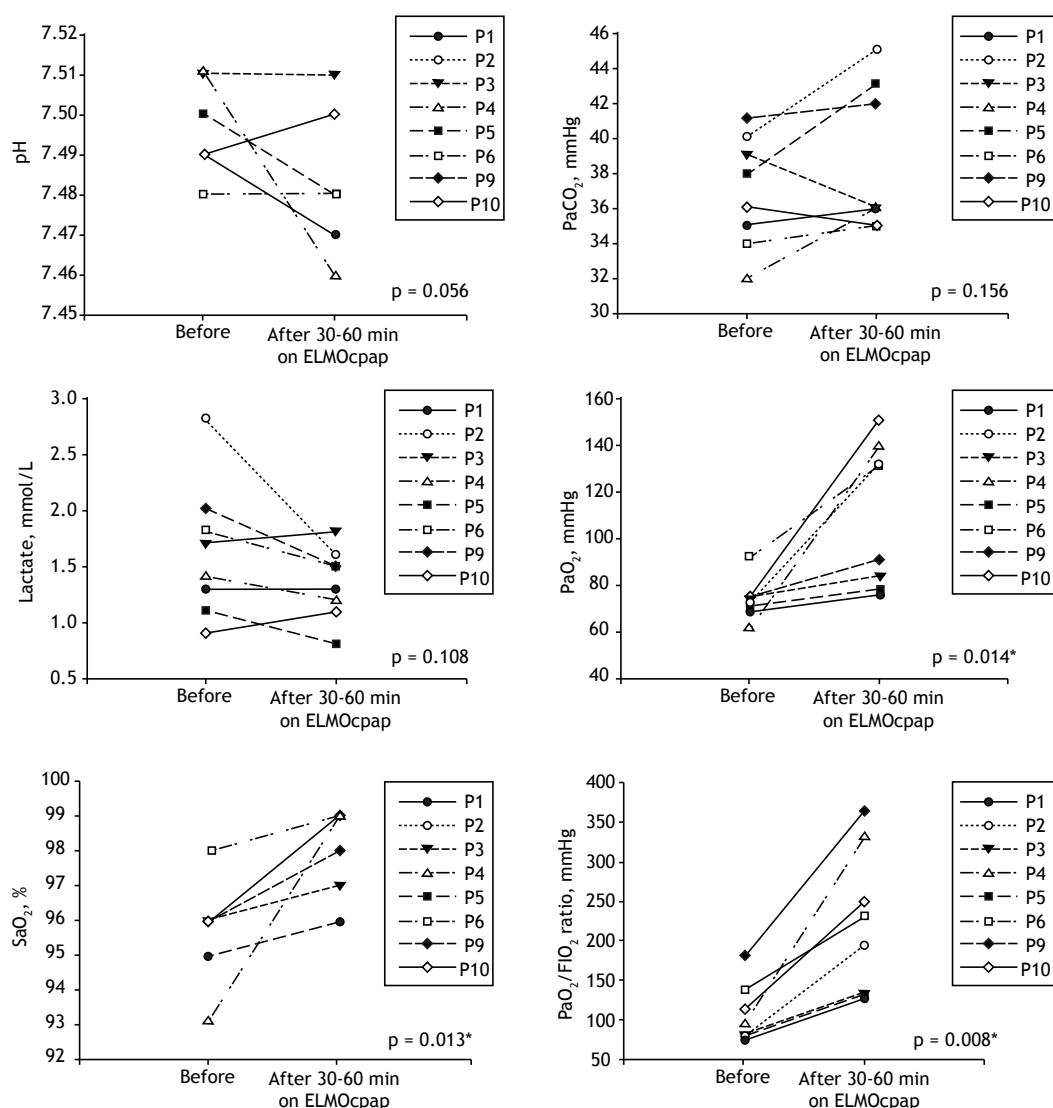 7.52
7.51
7.50
7.49
7.48
7.47
7.46
7.45
pH
P1
P2
P3
P4
P5
P6
P9
P10
p = 0.056
Before
After 30-60 min
on ELMOcpap
46
44
42
40
38
36
34
32
30
PaCO₂, mmHg
P1
P2
P3
P4
P5
P6
P9
P10
p = 0.156
Before
After 30-60 min
on ELMOcpap
3.0
2.5
2.0
1.5
1.0
0.5
Lactate, mmol/L
P1
P2
P3
P4
P5
P6
P9
P10
p = 0.108
Before
After 30-60 min
on ELMOcpap
160
140
120
100
80
60
40
PaO₂, mmHg
P1
P2
P3
P4
P5
P6
P9
P10
p = 0.014*
Before
After 30-60 min
on ELMOcpap
100
99
98
97
96
95
94
93
92
SaO₂, %
P1
P2
P3
P4
P5
P6
P9
P10
p = 0.013*
Before
After 30-60 min
on ELMOcpap
400
350
300
250
200
150
100
50
PaO₂/FIO₂ ratio, mmHg
P1
P2
P3
P4
P5
P6
P9
P10
p = 0.008*
Before
After 30-60 min
on ELMOcpap